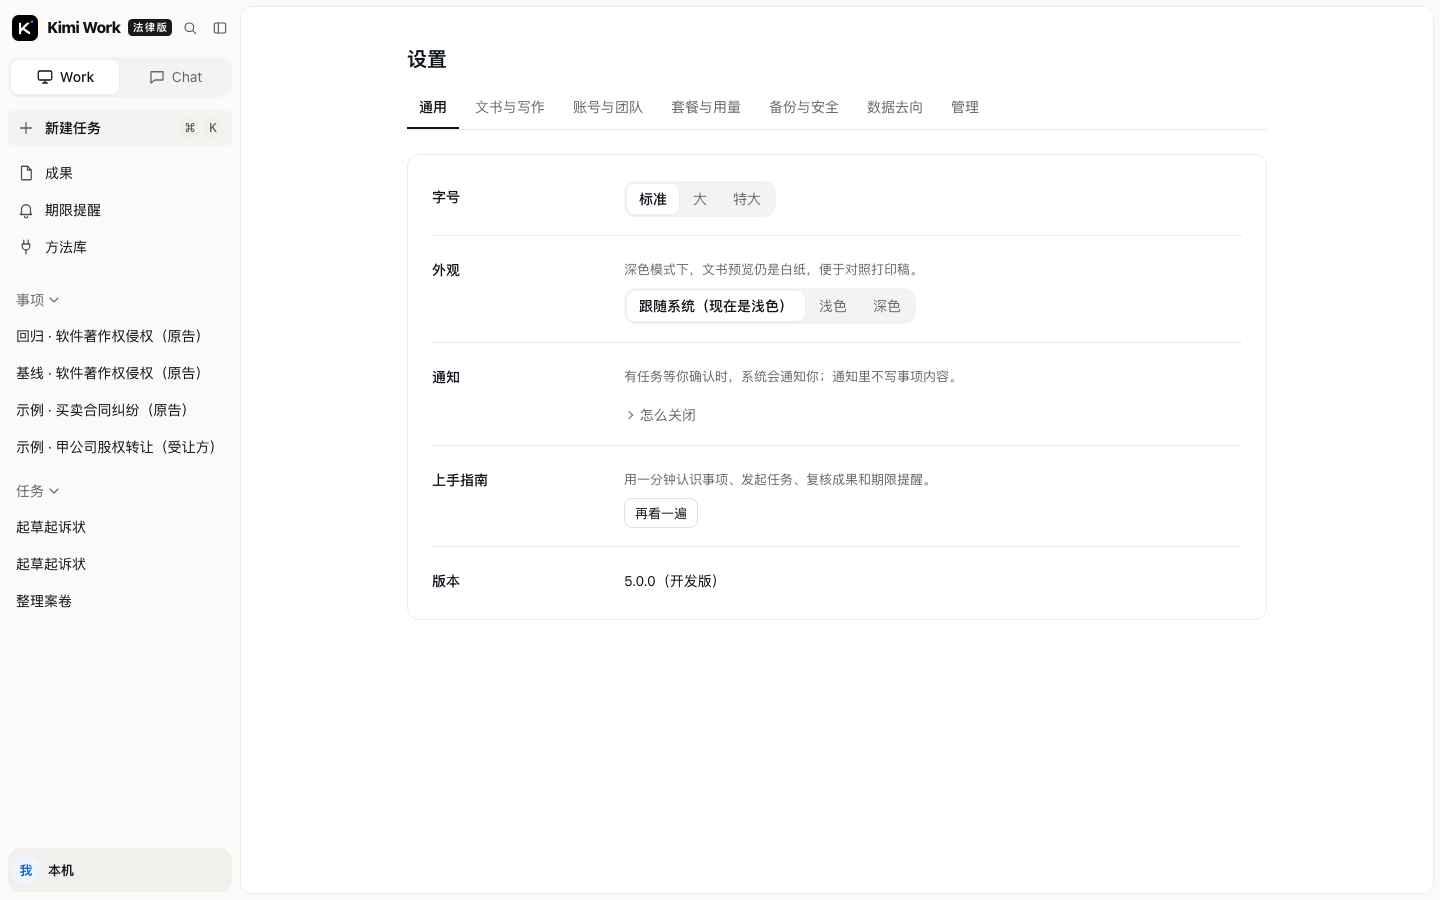 Kimi Work 法律版
Work
Chat
新建任务 ⌘ K
成果
期限提醒
方法库
事项
回归 · 软件著作权侵权（原告）
基线 · 软件著作权侵权（原告）
示例 · 买卖合同纠纷（原告）
示例 · 甲公司股权转让（受让方）
任务
起草起诉状
起草起诉状
整理案卷
我 本机
设置
通用 文书与写作 账号与团队 套餐与用量 备份与安全 数据去向 管理
字号
标准 大 特大
外观
深色模式下，文书预览仍是白纸，便于对照打印稿。
跟随系统（现在是浅色） 浅色 深色
通知
有任务等你确认时，系统会通知你；通知里不写事项内容。
怎么关闭
上手指南
用一分钟认识事项、发起任务、复核成果和期限提醒。
再看一遍
版本
5.0.0（开发版）